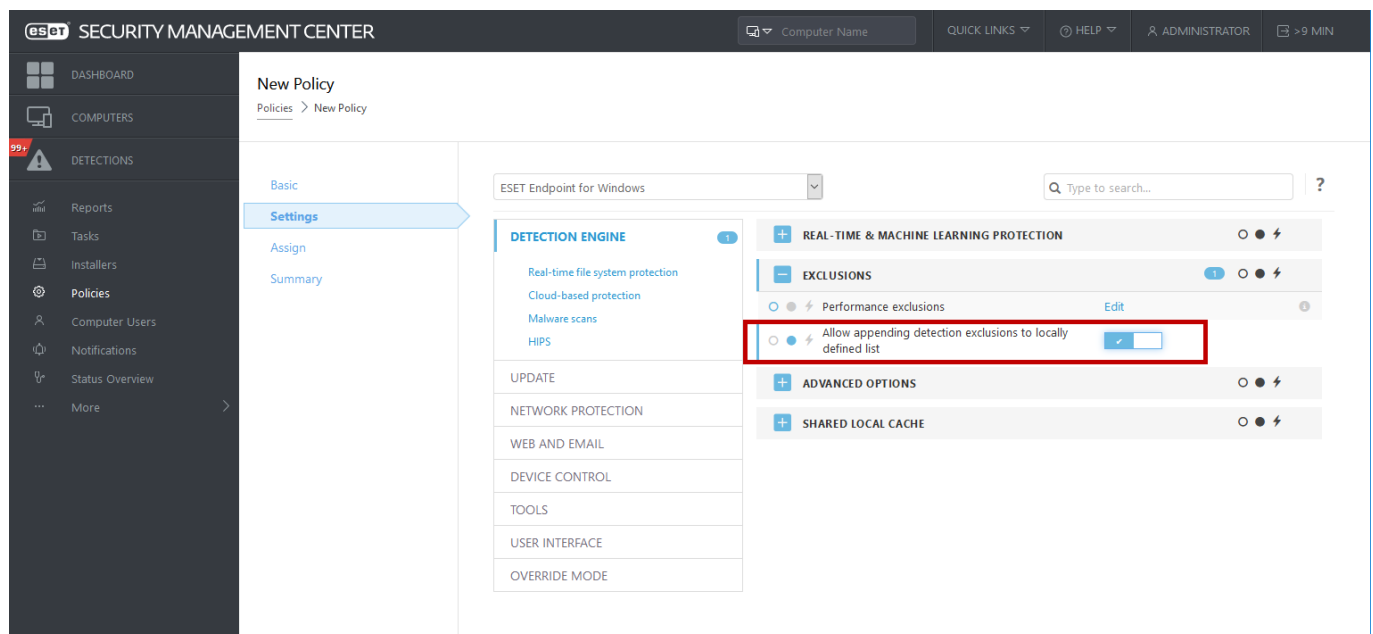 eset SECURITY MANAGEMENT CENTER
Computer Name
QUICK LINKS
HELP
ADMINISTRATOR
>9 MIN
DASHBOARD
COMPUTERS
99+
DETECTIONS
Reports
Tasks
Installers
Policies
Computer Users
Notifications
Status Overview
More
New Policy
Policies > New Policy
Basic
Settings
Assign
Summary
ESET Endpoint for Windows
Type to search...
?
DETECTION ENGINE 1
Real-time file system protection
Cloud-based protection
Malware scans
HIPS
UPDATE
NETWORK PROTECTION
WEB AND EMAIL
DEVICE CONTROL
TOOLS
USER INTERFACE
OVERRIDE MODE
REAL-TIME & MACHINE LEARNING PROTECTION
EXCLUSIONS 1
Performance exclusions Edit
Allow appending detection exclusions to locally
defined list
ADVANCED OPTIONS
SHARED LOCAL CACHE